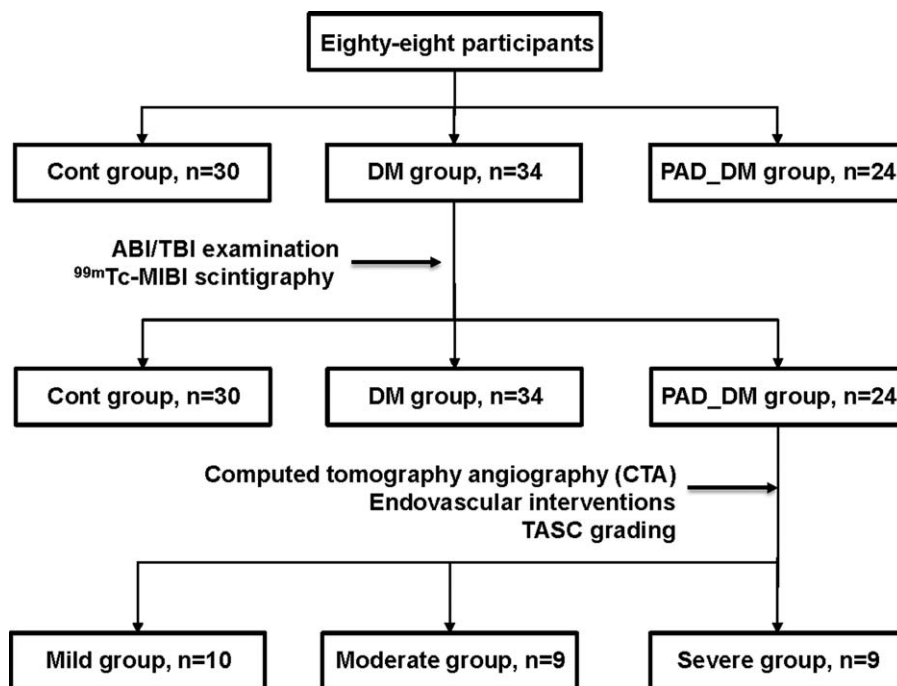 Eighty-eight participants
Cont group, n=30
DM group, n=34
PAD_DM group, n=24
ABI/TBI examination
⁹⁹ᵐTc-MIBI scintigraphy
Cont group, n=30
DM group, n=34
PAD_DM group, n=24
Computed tomography angiography (CTA)
Endovascular interventions
TASC grading
Mild group, n=10
Moderate group, n=9
Severe group, n=9